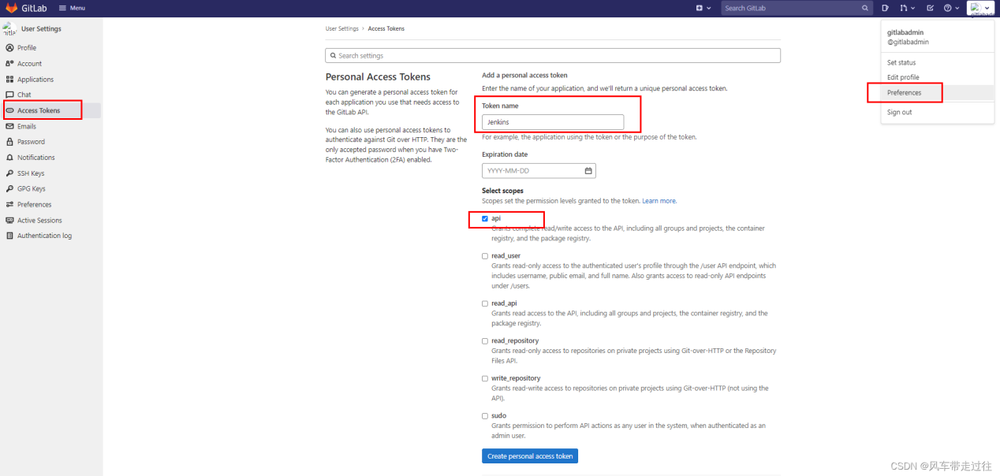 GitLab
Menu
Search GitLab
gitlabadmin
@gitlabadmin
Set status
Edit profile
Preferences
Sign out
User Settings
Profile
Account
Applications
Chat
Access Tokens
Emails
Password
Notifications
SSH Keys
GPG Keys
Preferences
Active Sessions
Authentication log
User Settings > Access Tokens
Search settings
Personal Access Tokens
You can generate a personal access token for
each application you use that needs access to
the GitLab API.
You can also use personal access tokens to
authenticate against Git over HTTP. They are the
only accepted password when you have Two-
Factor Authentication (2FA) enabled.
Add a personal access token
Enter the name of your application, and we'll return a unique personal access token.
Token name
Jenkins
For example, the application using the token or the purpose of the token.
Expiration date
YYYY-MM-DD
Select scopes
Scopes set the permission levels granted to the token. Learn more.
api
Grants complete read/write access to the API, including all groups and projects, the container
registry, and the package registry.
read_user
Grants read-only access to the authenticated user's profile through the /user API endpoint, which
includes username, public email, and full name. Also grants access to read-only API endpoints
under /users.
read_api
Grants read access to the API, including all groups and projects, the container registry, and the
package registry.
read_repository
Grants read-only access to repositories on private projects using Git-over-HTTP or the Repository
Files API.
write_repository
Grants read-write access to repositories on private projects using Git-over-HTTP (not using the
API).
sudo
Grants permission to perform API actions as any user in the system, when authenticated as an
admin user.
Create personal access token
CSDN @风车带走过往